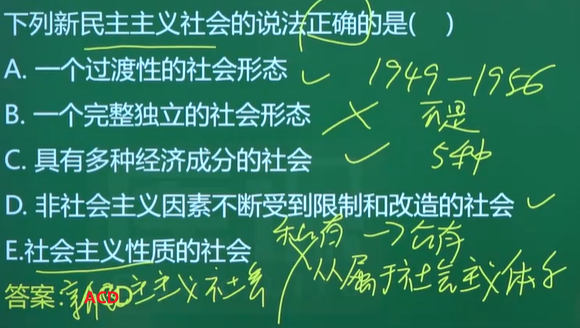 下列新民主主义社会的说法正确的是( )
A. 一个过渡性的社会形态 1949-1956
B. 一个完整独立的社会形态 不是
C. 具有多种经济成分的社会 5种
D. 非社会主义因素不断受到限制和改造的社会
私有→公有
E.社会主义性质的社会
从属于社会主义体系
答案: ACD 新民主主义社会